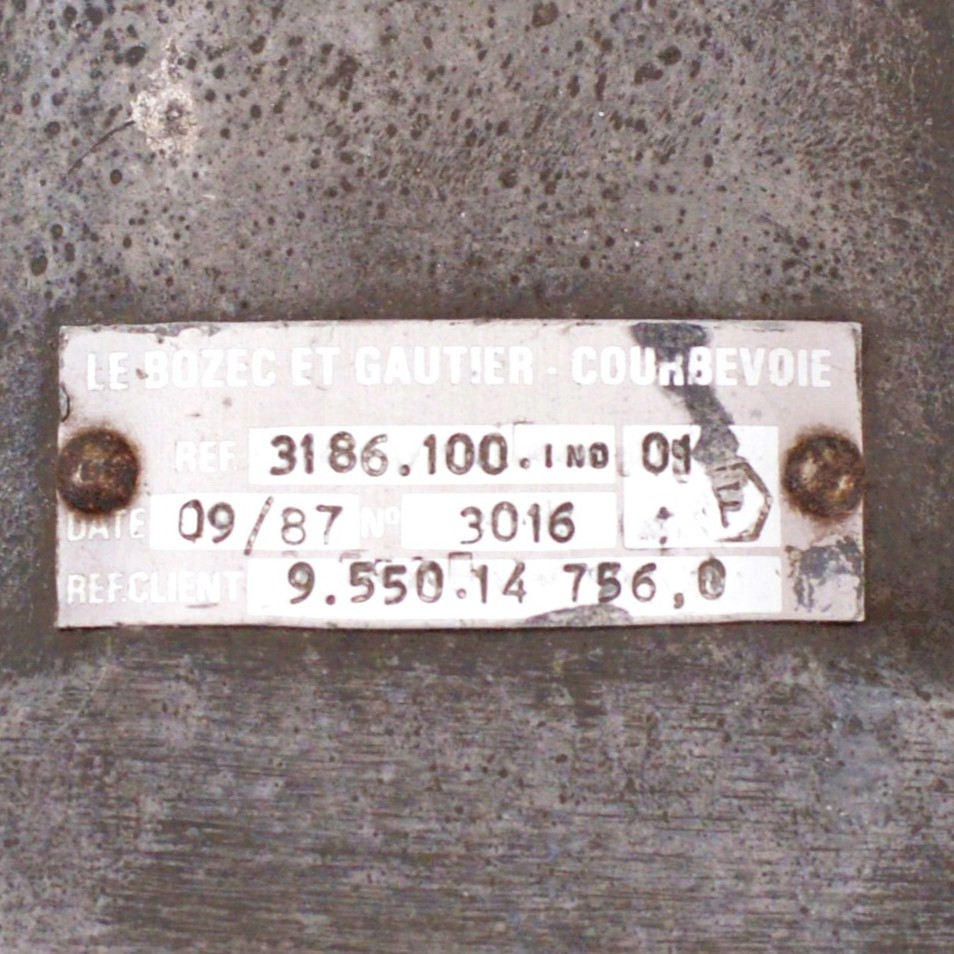 LE BOZEC ET GAUTIER - COURBEVOIE
REF. 3186.100.IND 01
DATE 09/87 No 3016
REF.CLIENT 9.550.14 756,0